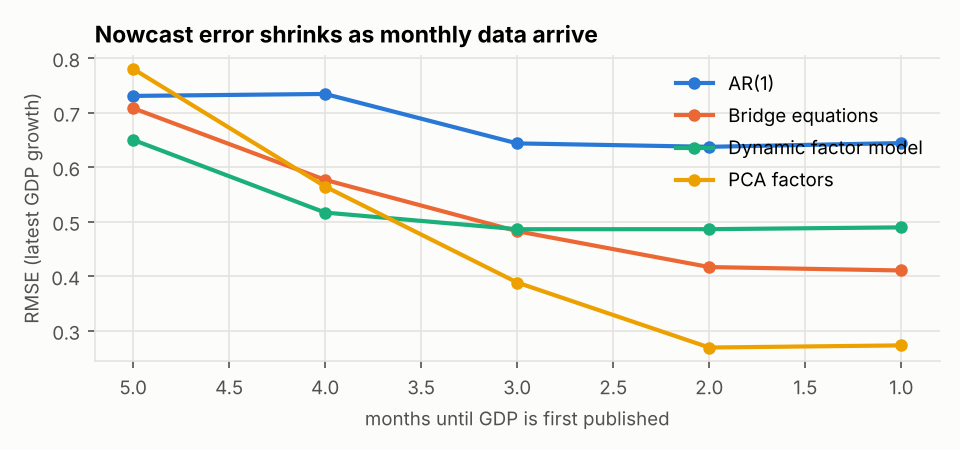 Nowcast error shrinks as monthly data arrive
RMSE (latest GDP growth)
0.8
0.7
0.6
0.5
0.4
0.3
AR(1)
Bridge equations
Dynamic factor model
PCA factors
5.0 4.5 4.0 3.5 3.0 2.5 2.0 1.5 1.0
months until GDP is first published